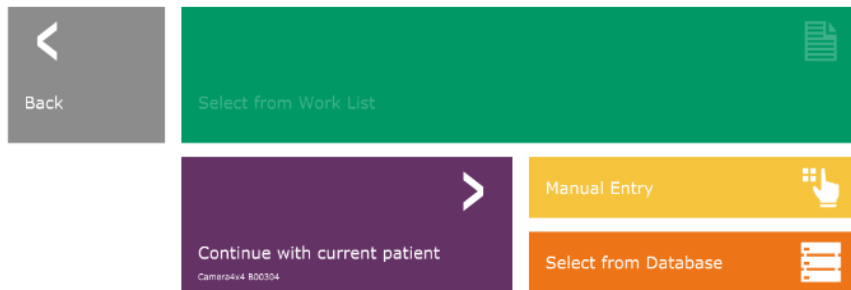 Back
Select from Work List
Continue with current patient
Camera4x4 B00304
Manual Entry
Select from Database